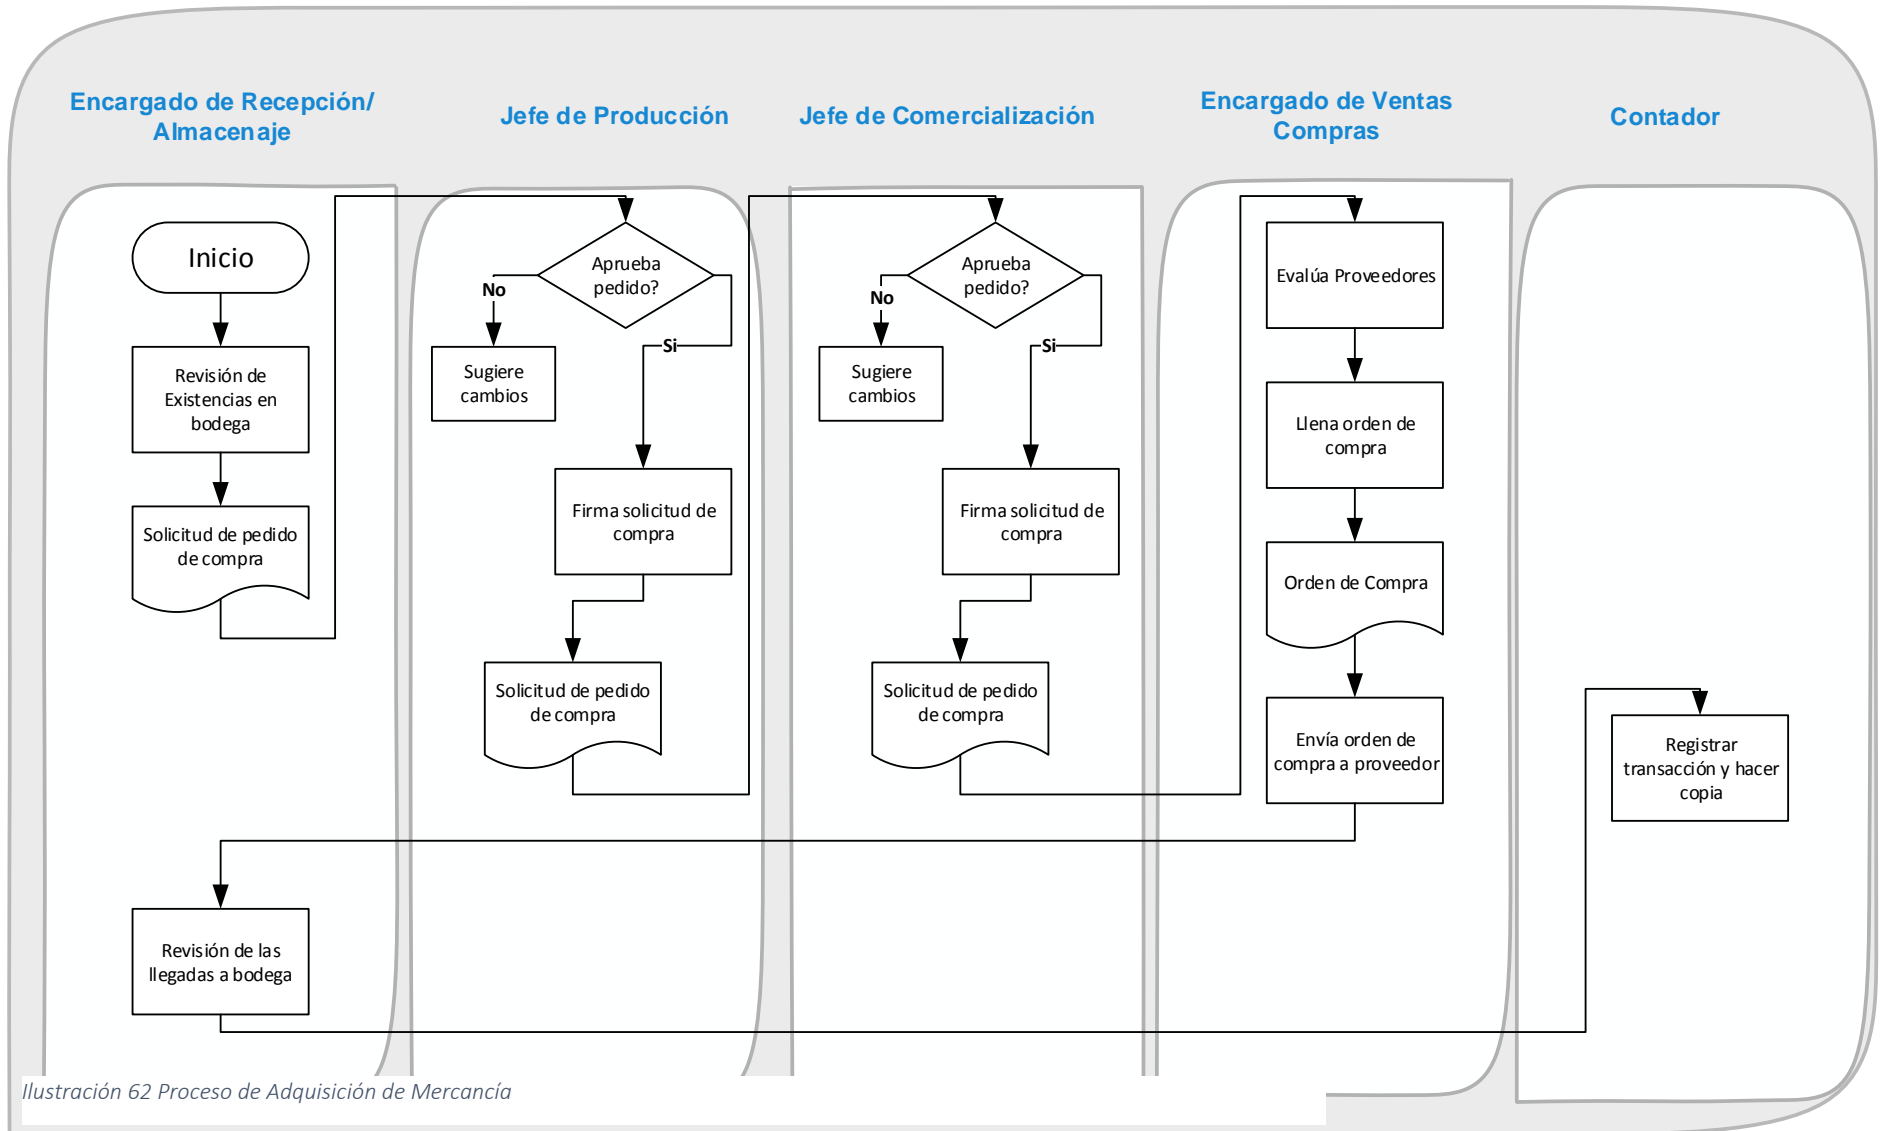 Encargado de Recepción/
Almacenaje
Jefe de Producción
Jefe de Comercialización
Encargado de Ventas
Compras
Contador
Inicio
Revisión de
Existencias en
bodega
Solicitud de pedido
de compra
Aprueba
pedido?
No
Si
Sugiere
cambios
Firma solicitud de
compra
Solicitud de pedido
de compra
Aprueba
pedido?
No
Si
Sugiere
cambios
Firma solicitud de
compra
Solicitud de pedido
de compra
Evalúa Proveedores
Llena orden de
compra
Orden de Compra
Envía orden de
compra a proveedor
Revisión de las
llegadas a bodega
Registrar
transacción y hacer
copia
Ilustración 62 Proceso de Adquisición de Mercancía